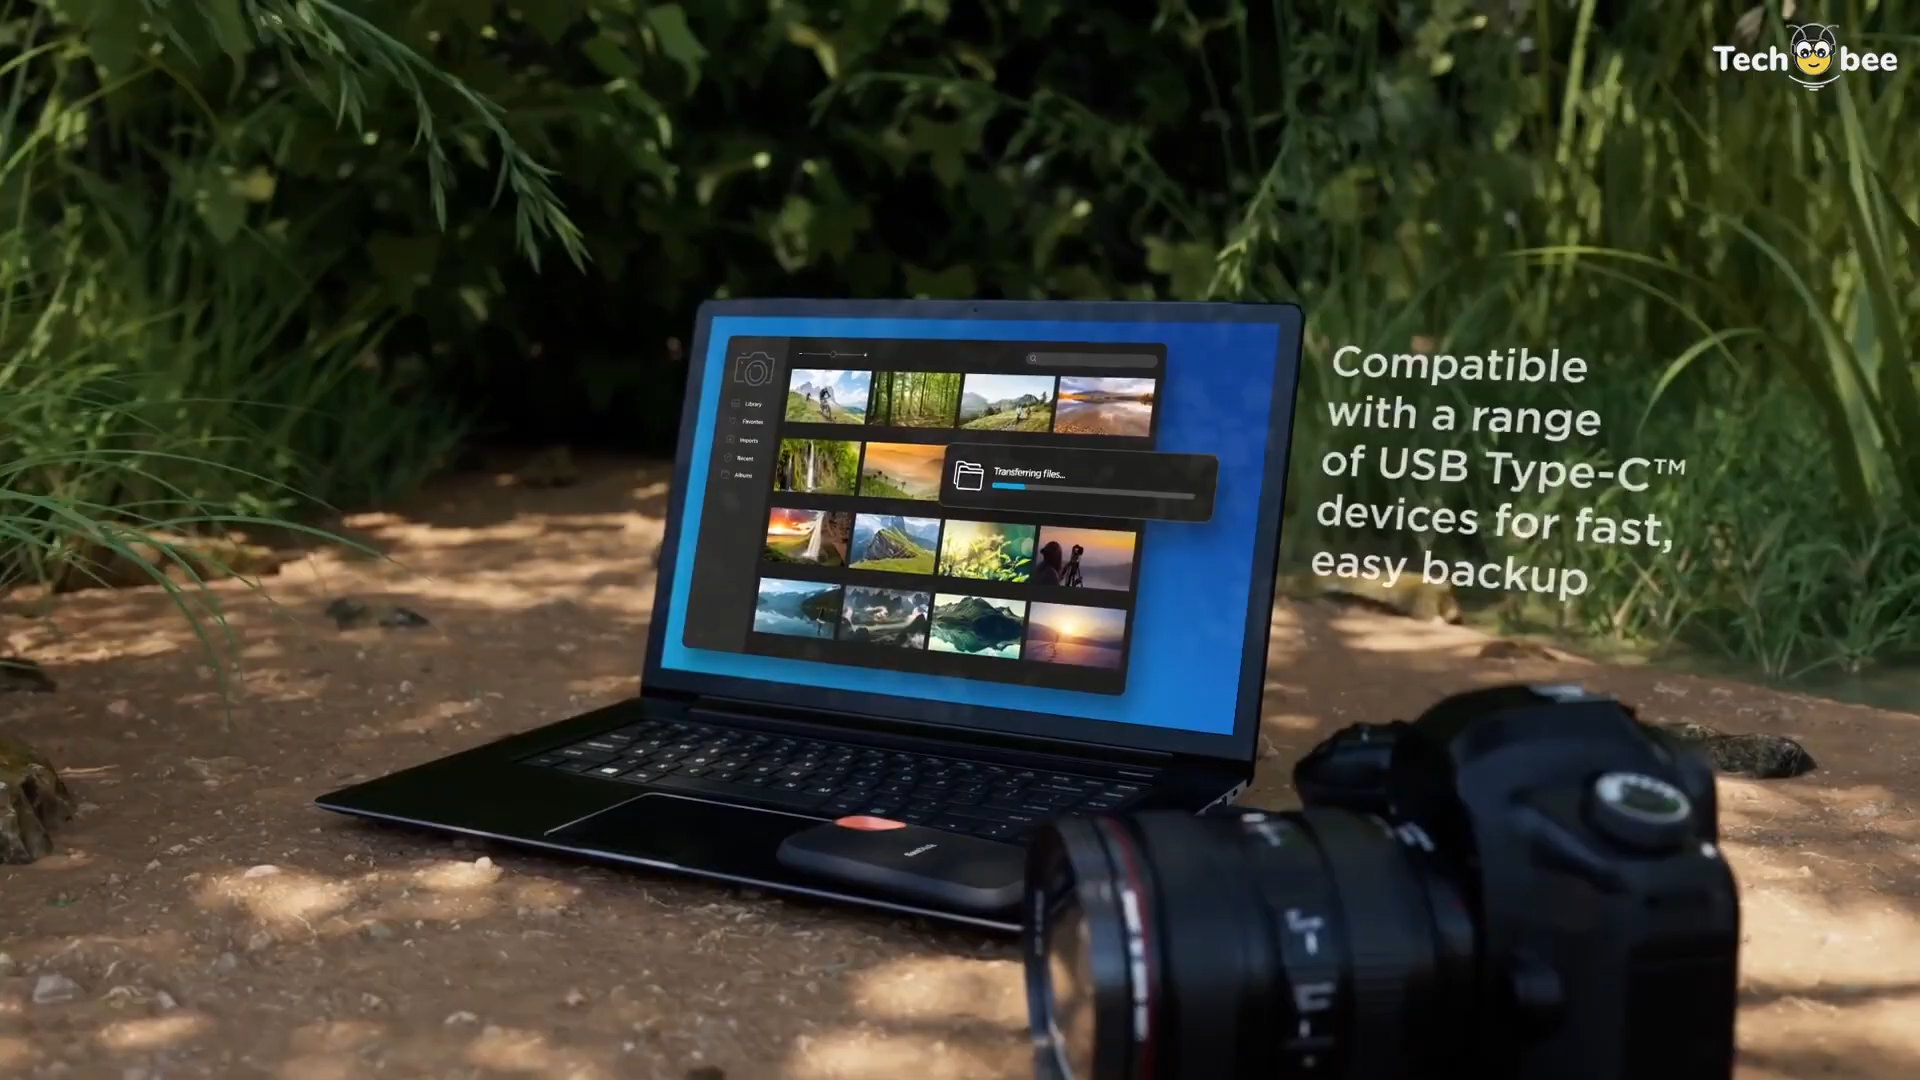 Tech bee
Compatible
with a range
of USB Type-C™
devices for fast,
easy backup
Library
Favorites
Imports
Recent
Albums
Transferring files...
SanDisk